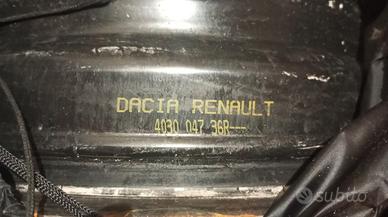 DACIA RENAULT
4030 047 36R---
subito